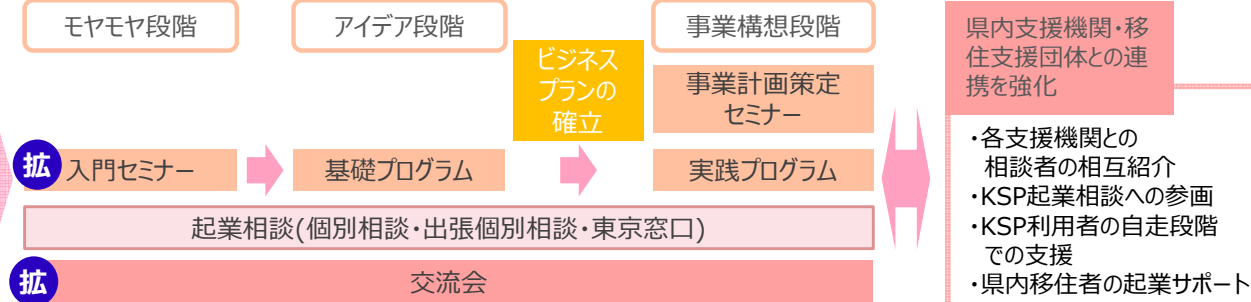 モヤモヤ段階
アイデア段階
事業構想段階
ビジネス
プランの
確立
事業計画策定
セミナー
拡
入門セミナー
基礎プログラム
実践プログラム
起業相談(個別相談・出張個別相談・東京窓口)
拡
交流会
県内支援機関・移
住支援団体との連
携を強化
・各支援機関との
相談者の相互紹介
・KSP起業相談への参画
・KSP利用者の自走段階
での支援
・県内移住者の起業サポート